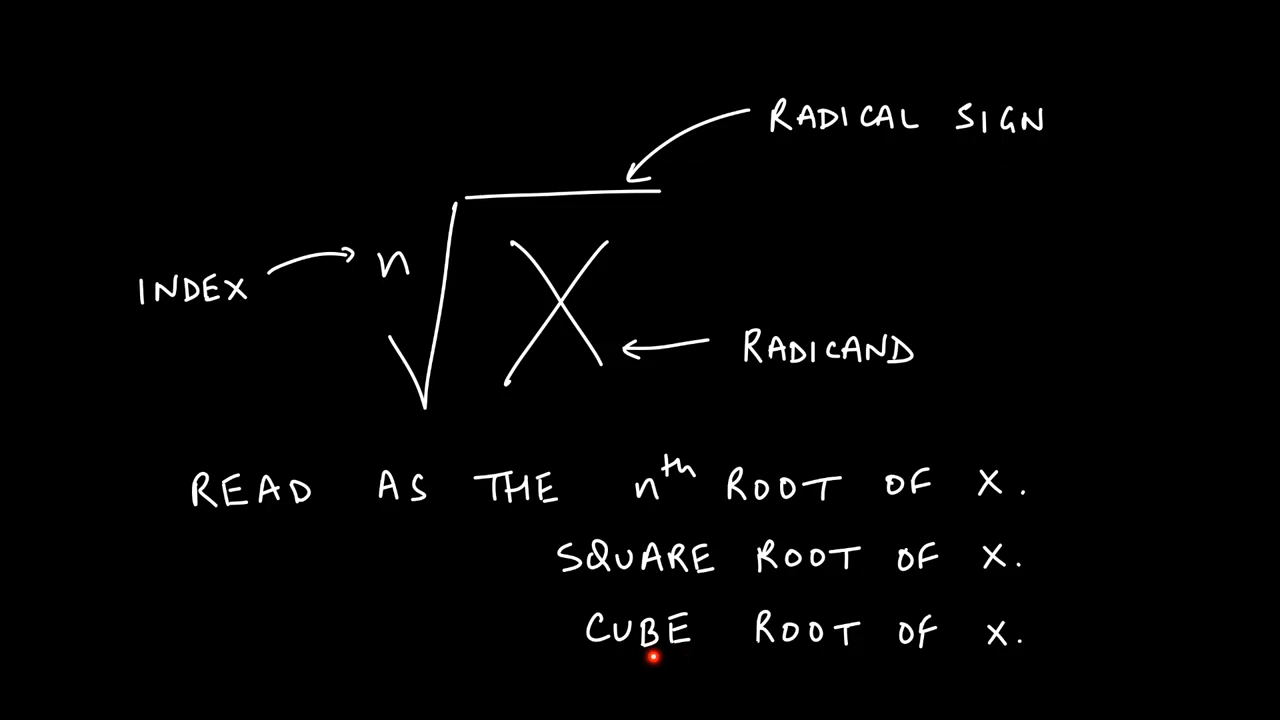 RADICAL SIGN
n
INDEX
X
RADICAND
READ AS THE nth ROOT OF X.
SQUARE ROOT OF X.
CUBE ROOT OF X.